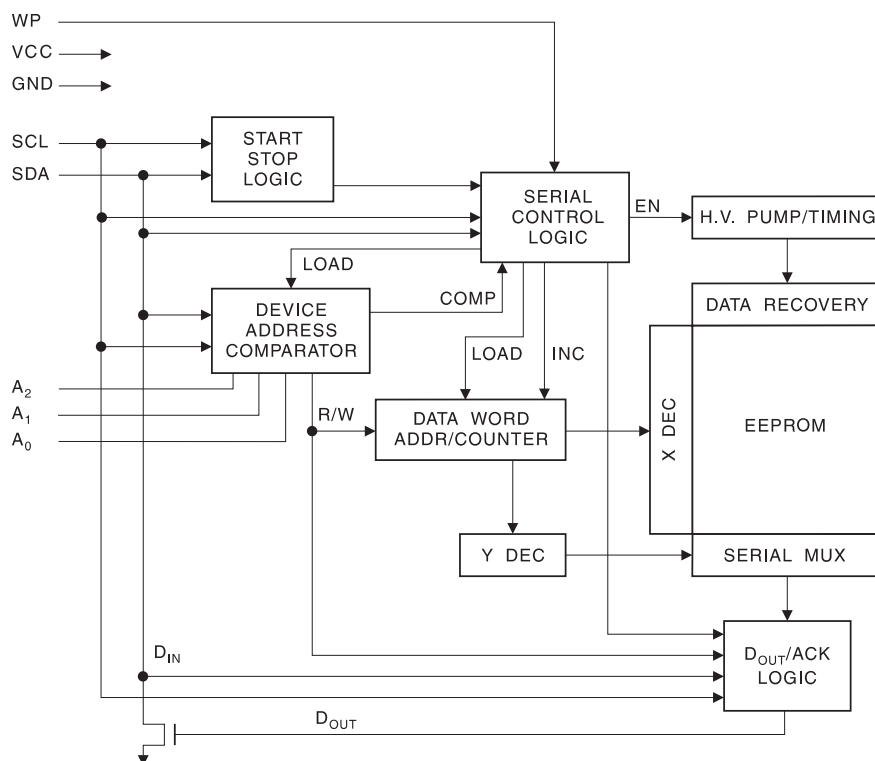 WP
VCC
GND
SCL
SDA
START
STOP
LOGIC
SERIAL
CONTROL
LOGIC
EN
H.V. PUMP/TIMING
LOAD
COMP
DEVICE
ADDRESS
COMPARATOR
DATA RECOVERY
LOAD
INC
A2
A1
A0
R/W
DATA WORD
ADDR/COUNTER
X DEC
EEPROM
Y DEC
SERIAL MUX
DIN
DOUT/ACK
LOGIC
DOUT